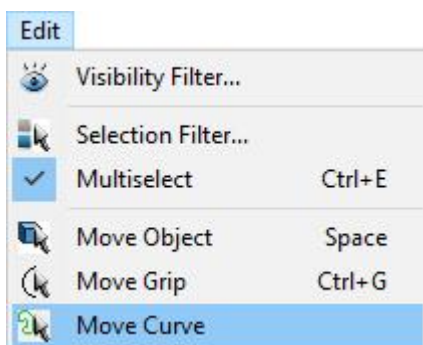 Edit
Visibility Filter...
Selection Filter...
Multiselect Ctrl+E
Move Object Space
Move Grip Ctrl+G
Move Curve